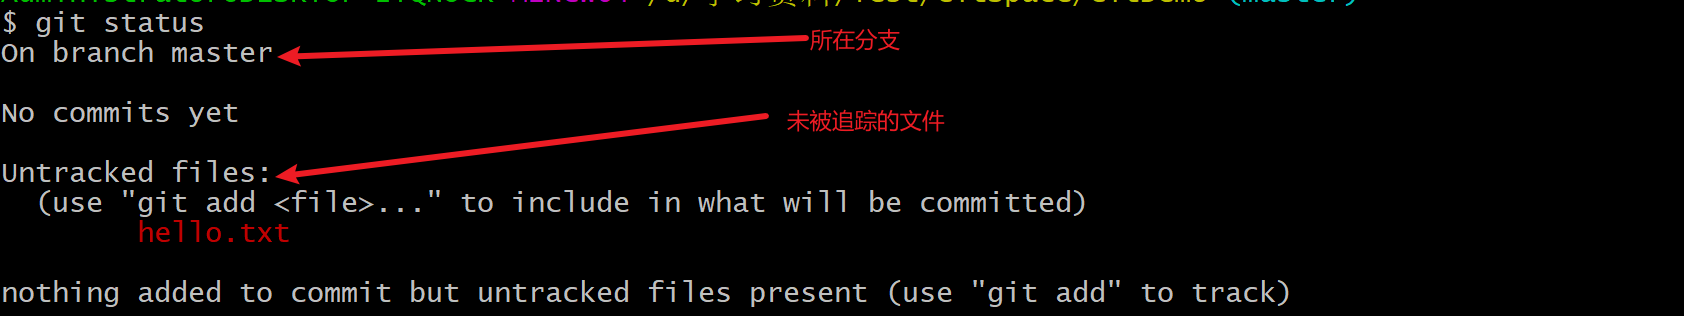 $ git status
On branch master
所在分支
No commits yet
未被追踪的文件
Untracked files:
(use "git add <file>..." to include in what will be committed)
hello.txt
nothing added to commit but untracked files present (use "git add" to track)